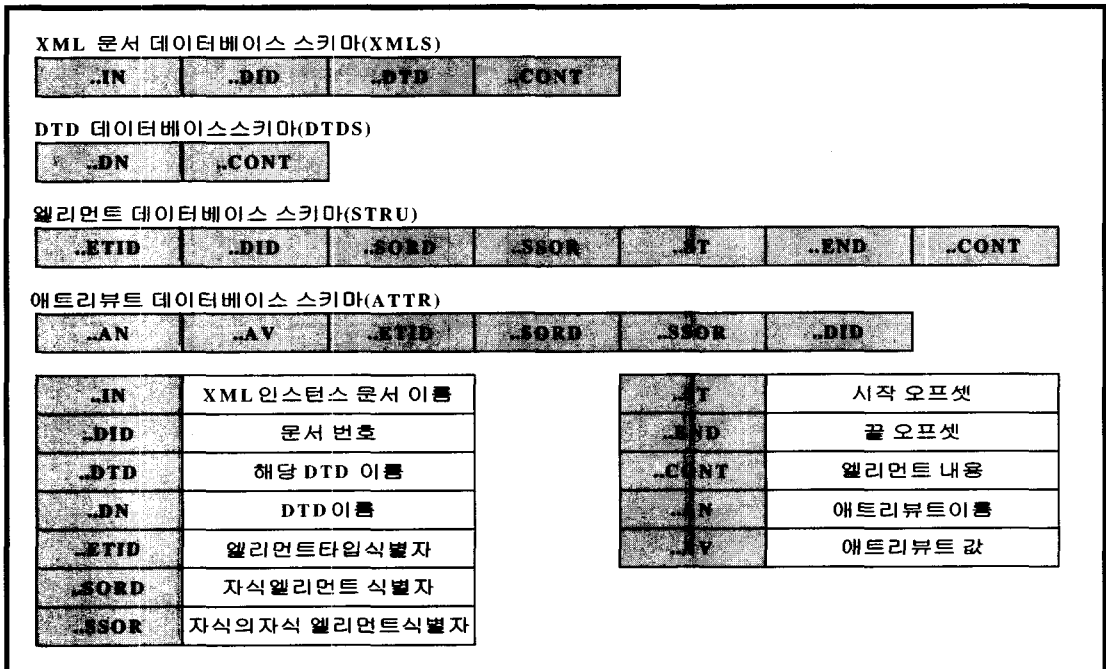 XML 문서 데이터베이스 스키마(XMLS)
..IN ..DID ..DTD ..CONT
DTD 데이터베이스스키마(DTDS)
..DN ..CONT
엘리먼트 데이터베이스 스키마(STRU)
..ETID ..DID ..SORD ..SSOR ..ST ..END ..CONT
애트리뷰트 데이터베이스 스키마(ATTR)
..AN ..AV ..ETID ..SORD ..SSOR ..DID
..IN XML인스턴스 문서 이름
..DID 문서 번호
..DTD 해당 DTD 이름
..DN DTD이름
..ETID 엘리먼트타입식별자
..SORD 자식엘리먼트 식별자
..SSOR 자식의자식 엘리먼트식별자
..ST 시작 오프셋
..END 끝 오프셋
..CONT 엘리먼트 내용
..AN 애트리뷰트이름
..AV 애트리뷰트 값